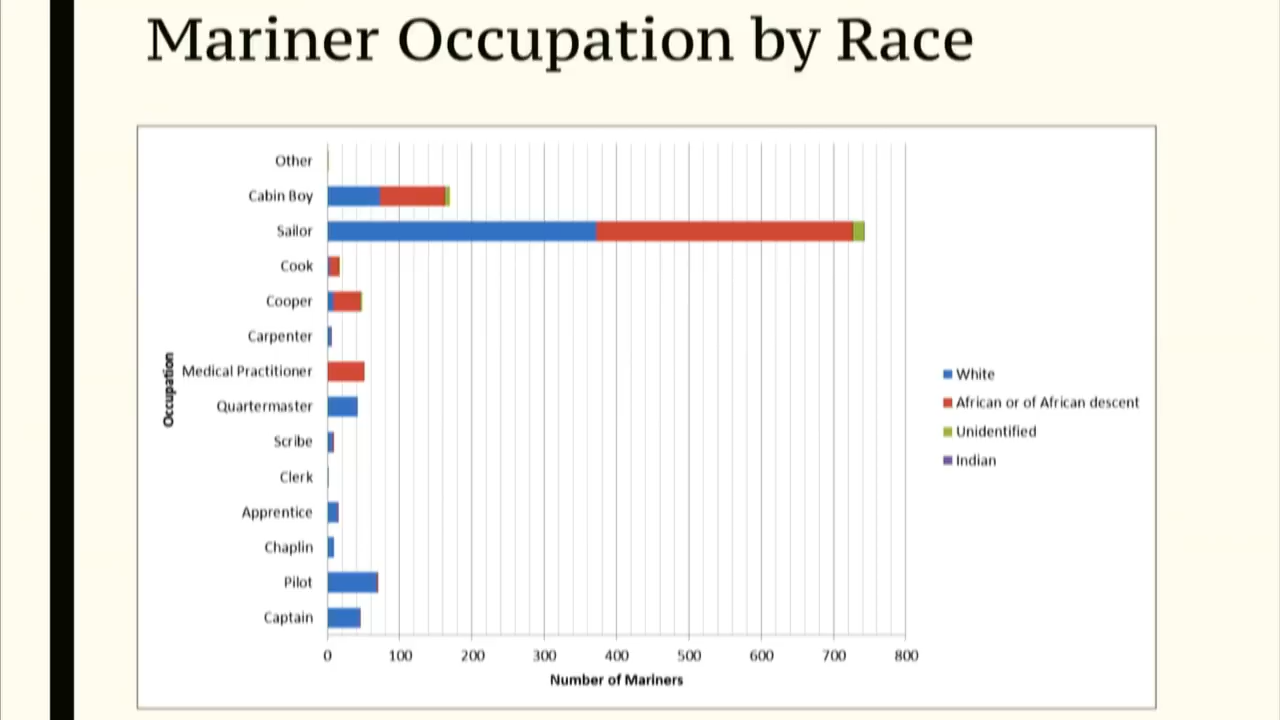 Mariner Occupation by Race
Other
Cabin Boy
Sailor
Cook
Cooper
Carpenter
Medical Practitioner
Quartermaster
Scribe
Clerk
Apprentice
Chaplin
Pilot
Captain
Occupation
0 100 200 300 400 500 600 700 800
Number of Mariners
White
African or of African descent
Unidentified
Indian